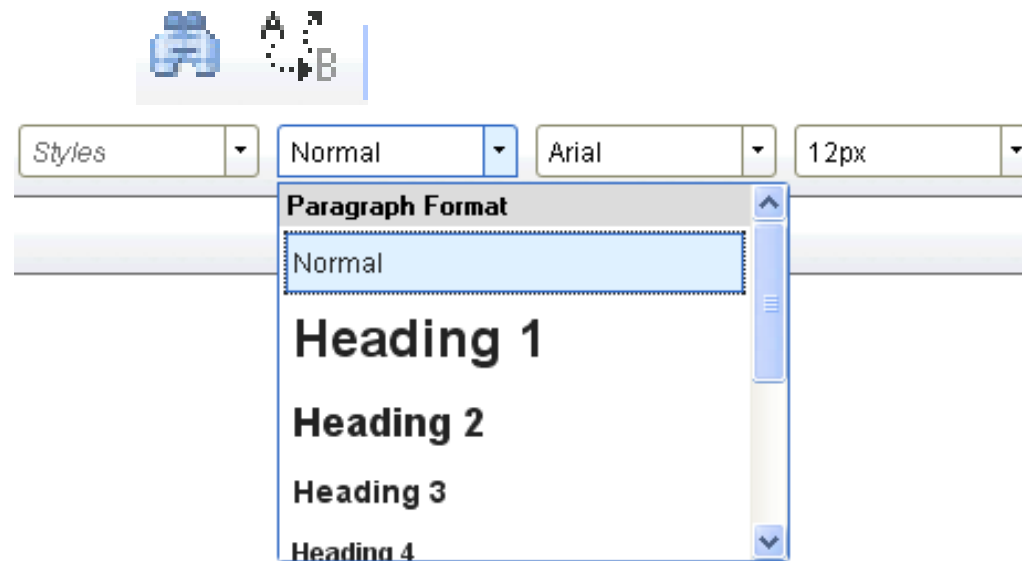 A
B
Styles Normal Arial 12px
Paragraph Format
Normal
Heading 1
Heading 2
Heading 3
Heading 4